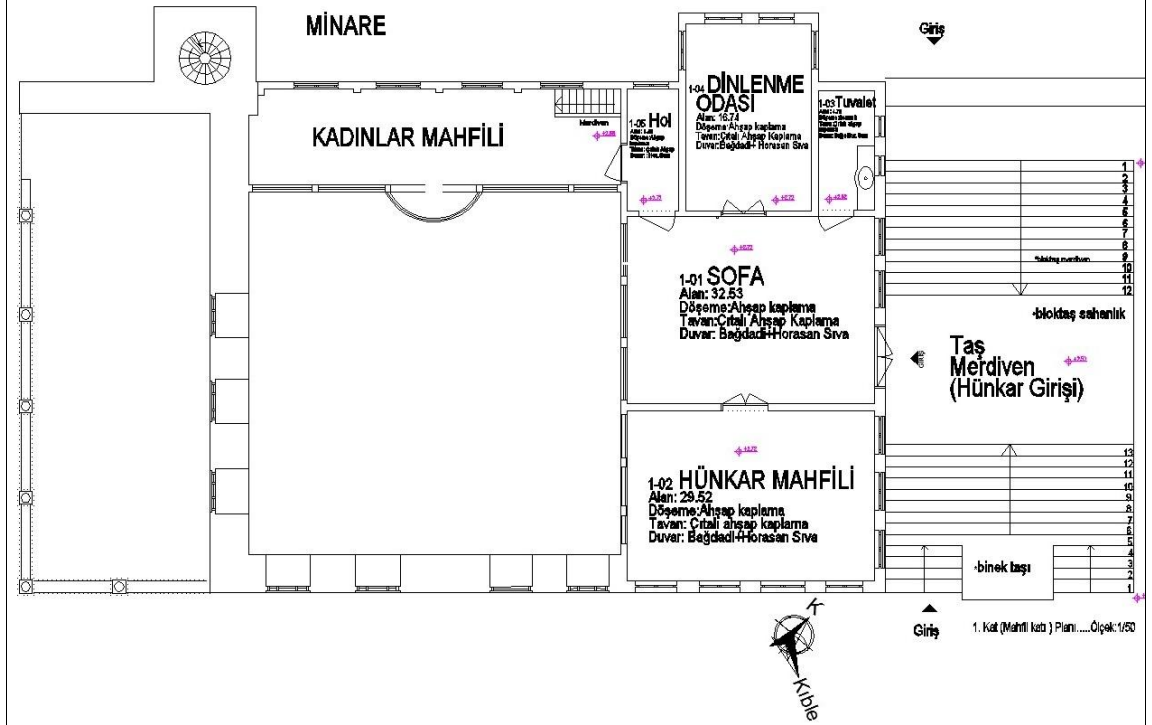 MİNARE
Giriş
KADINLAR MAHFİLİ
Merdiven
1-05 Hol
1-04 DİNLENME
ODASI
Alan: 16.74
Döşeme:Ahşap kaplama
Tavan:Çıtalı Ahşap Kaplama
Duvar:Bağdadi+ Horasan Sıva
1-03 Tuvalet
1
2
3
4
5
6
7
8
9
10
11
12
*bloktaş merdiven
*bloktaş sahanlık
1-01 SOFA
Alan: 32.53
Döşeme:Ahşap kaplama
Tavan:Çıtalı Ahşap Kaplama
Duvar: Bağdadi+Horasan Sıva
GİRİŞ
Taş
Merdiven
(Hünkar Girişi)
1-02 HÜNKAR MAHFİLİ
Alan: 29.52
Döşeme:Ahşap kaplama
Tavan: Çıtalı ahşap kaplama
Duvar: Bağdadi+Horasan Sıva
13
12
11
10
9
8
7
6
5
4
3
2
1
*binek taşı
Giriş
1. Kat (Mahfil katı ) Planı.....Ölçek:1/50
K
Kıble